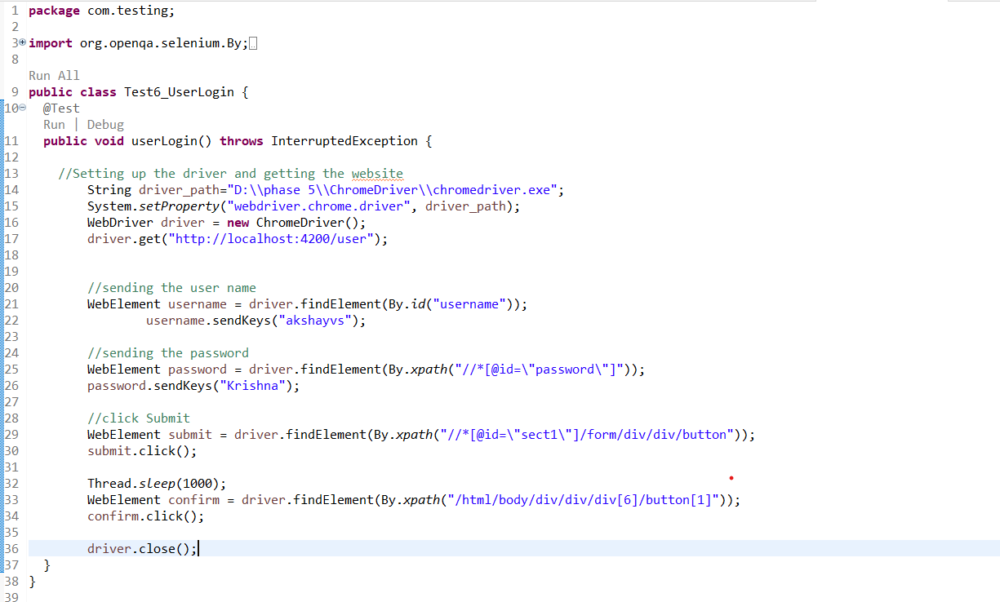 1 package com.testing;
2
3 import org.openqa.selenium.By;
8
Run All
9 public class Test6_UserLogin {
10 @Test
Run | Debug
11 public void userLogin() throws InterruptedException {
12
13 //Setting up the driver and getting the website
14 String driver_path="D:\\phase 5\\ChromeDriver\\chromedriver.exe";
15 System.setProperty("webdriver.chrome.driver", driver_path);
16 WebDriver driver = new ChromeDriver();
17 driver.get("http://localhost:4200/user");
18
19
20 //sending the user name
21 WebElement username = driver.findElement(By.id("username"));
22 username.sendKeys("akshayvs");
23
24 //sending the password
25 WebElement password = driver.findElement(By.xpath("//*[@id=\"password\"]"));
26 password.sendKeys("Krishna");
27
28 //click Submit
29 WebElement submit = driver.findElement(By.xpath("//*[@id=\"sect1\"]/form/div/div/button"));
30 submit.click();
31
32 Thread.sleep(1000);
33 WebElement confirm = driver.findElement(By.xpath("/html/body/div/div/div[6]/button[1]"));
34 confirm.click();
35
36 driver.close();
37 }
38 }
39